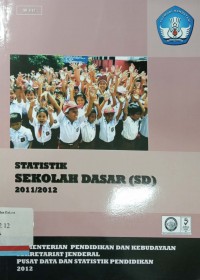 STATISTIK
SEKOLAH DASAR (SD)
2011/2012
KEMENTERIAN PENDIDIKAN DAN KEBUDAYAAN
SEKRETARIAT JENDERAL
PUSAT DATA DAN STATISTIK PENDIDIKAN
2012